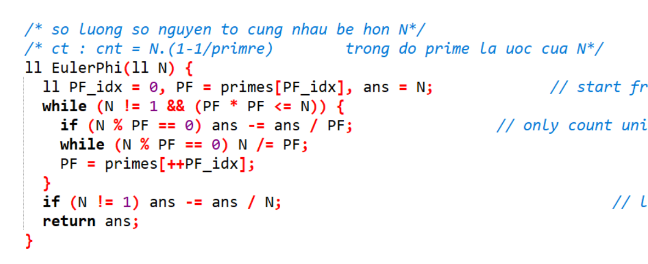 /* so luong so nguyen to cung nhau be hon N*/
/* ct : cnt = N.(1-1/primre) trong do prime la uoc cua N*/
ll EulerPhi(ll N) {
ll PF_idx = 0, PF = primes[PF_idx], ans = N; // start fr
while (N != 1 && (PF * PF <= N)) {
if (N % PF == 0) ans -= ans / PF; // only count uni
while (N % PF == 0) N /= PF;
PF = primes[++PF_idx];
}
if (N != 1) ans -= ans / N; // l
return ans;
}